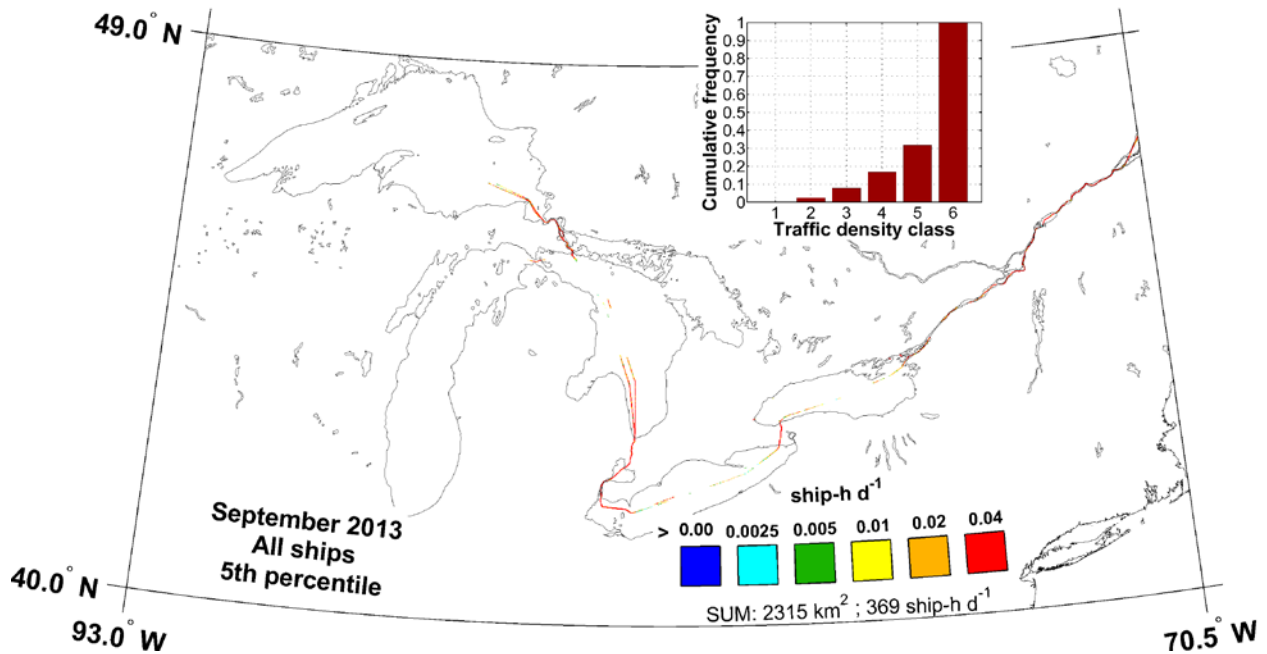 49.0° N
Cumulative frequency
1
0.9
0.8
0.7
0.6
0.5
0.4
0.3
0.2
0.1
0
1 2 3 4 5 6
Traffic density class
September 2013
All ships
5th percentile
ship-h d⁻¹
> 0.00 0.0025 0.005 0.01 0.02 0.04
SUM: 2315 km² ; 369 ship-h d⁻¹
40.0° N
93.0° W
70.5° W